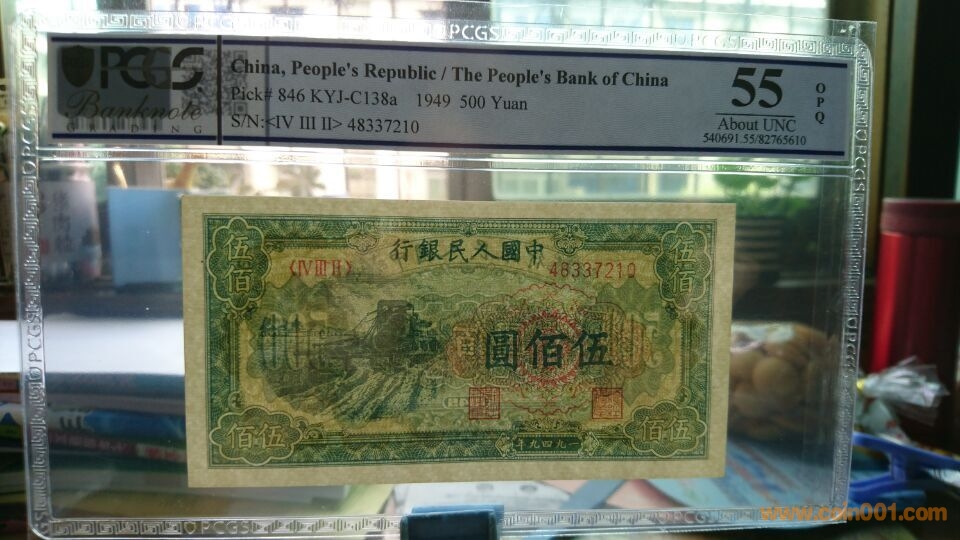 PCGS
Banknote
GRADING
China, People's Republic / The People's Bank of China
Pick# 846 KYJ-C138a 1949 500 Yuan
S/N:<IV III II> 48337210
55
About UNC
540691.55/82765610
OPQ
行銀民人國中
伍佰
伍佰
〈IV III II〉
48337210
圓佰伍
佰伍
年九四九一
佰伍
www.coin001.com